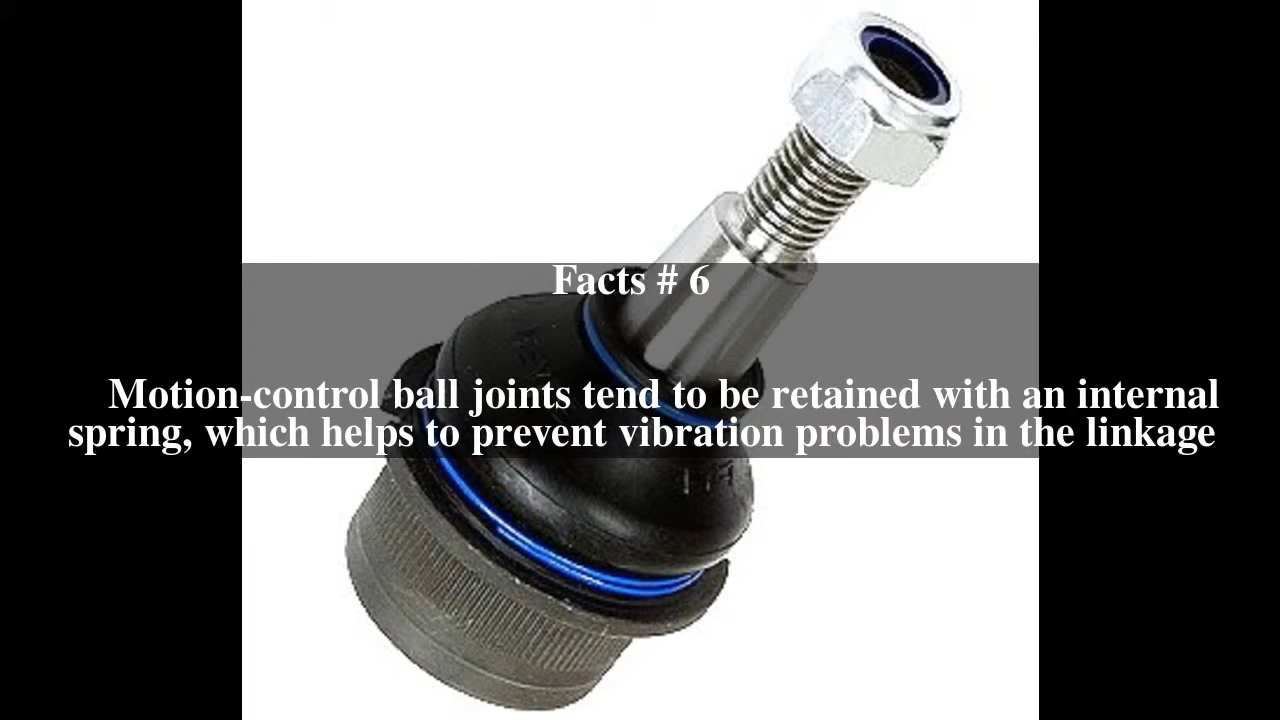 Facts # 6
Motion-control ball joints tend to be retained with an internal
spring, which helps to prevent vibration problems in the linkage